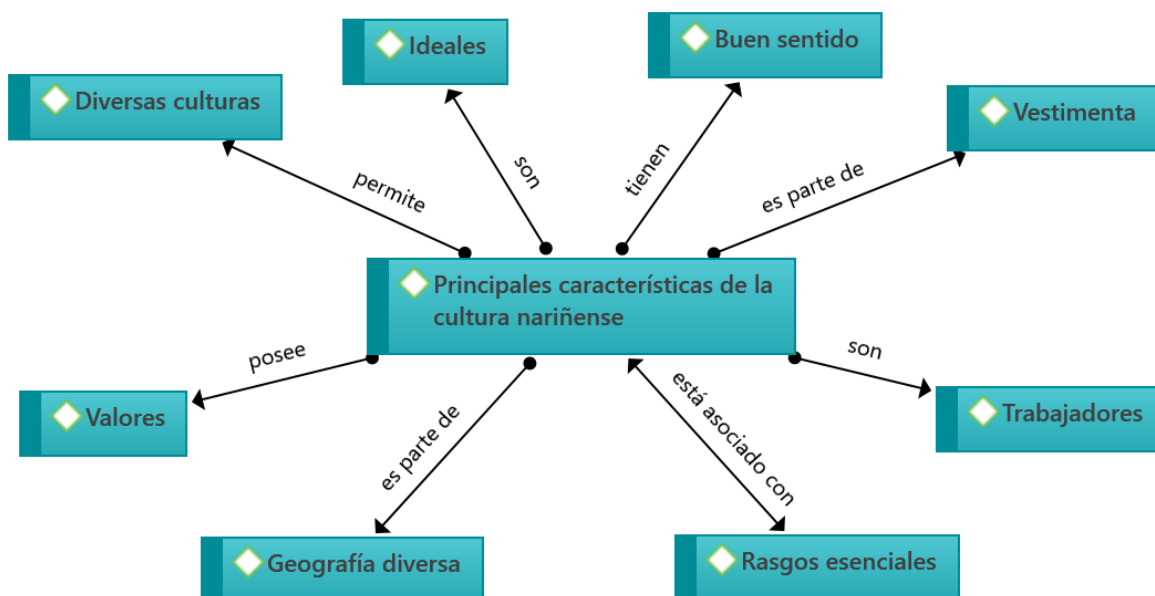 Ideales
Buen sentido
Diversas culturas
Vestimenta
son
tienen
permite
es parte de
Principales características de la
cultura nariñense
posee
son
Valores
es parte de
está asociado con
Trabajadores
Geografía diversa
Rasgos esenciales